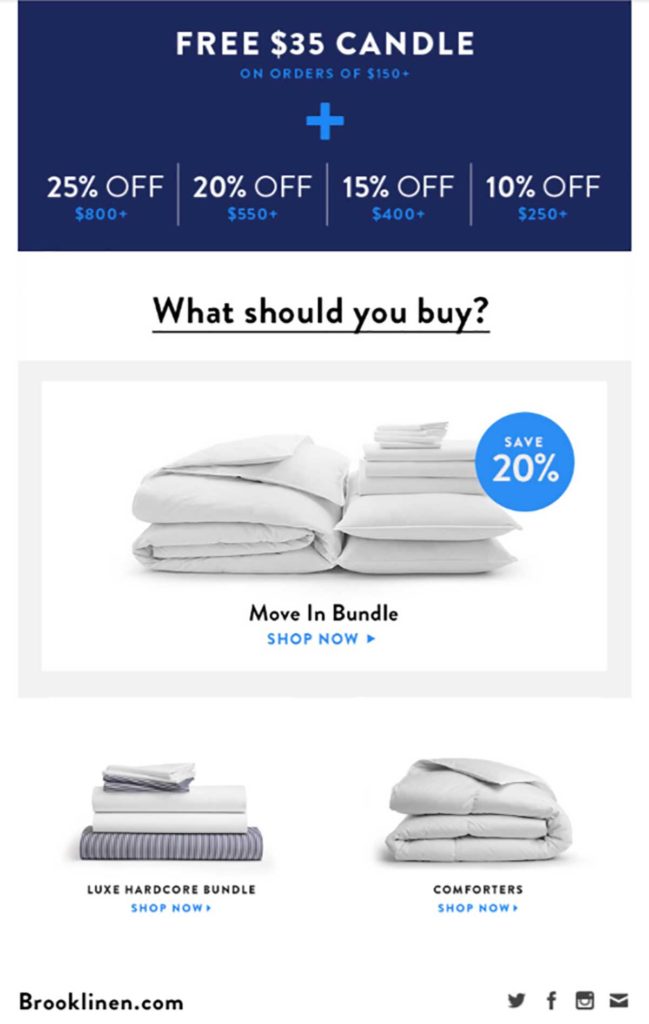 FREE $35 CANDLE
ON ORDERS OF $150+
+
25% OFF
$800+
20% OFF
$550+
15% OFF
$400+
10% OFF
$250+
What should you buy?
SAVE
20%
Move In Bundle
SHOP NOW
LUXE HARDCORE BUNDLE
SHOP NOW
COMFORTERS
SHOP NOW
Brooklinen.com